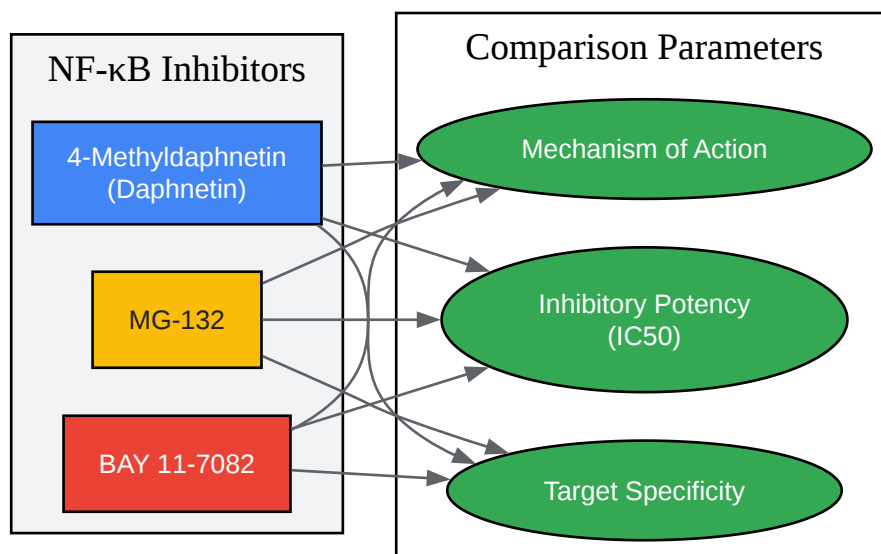 NF-κB Inhibitors
4-Methyldaphnetin
(Daphnetin)
MG-132
BAY 11-7082
Comparison Parameters
Mechanism of Action
Inhibitory Potency
(IC50)
Target Specificity